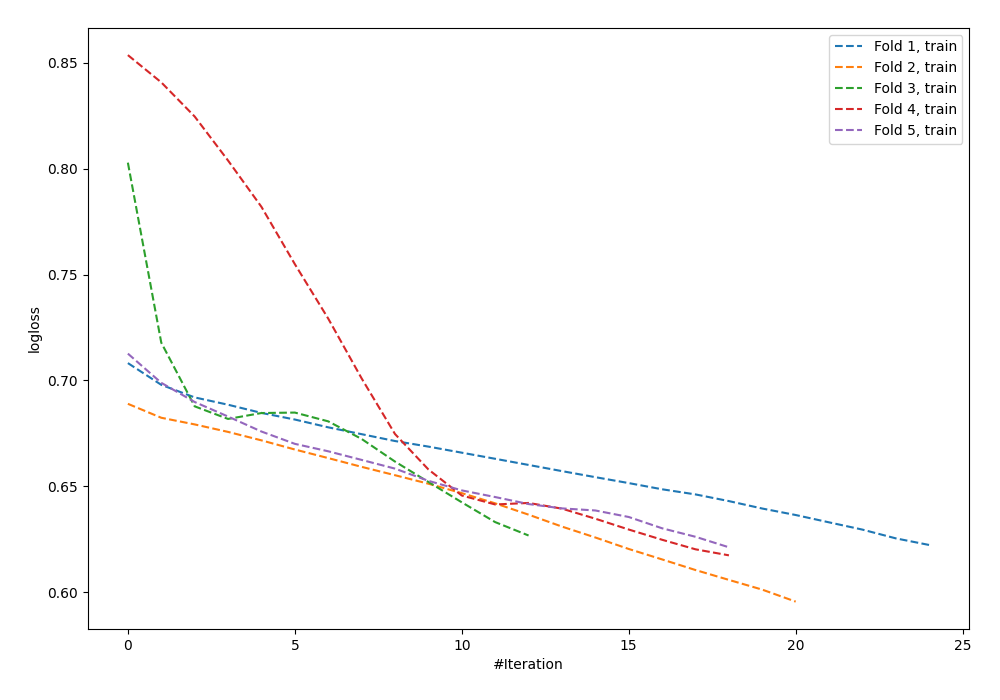 Fold 1, train
Fold 2, train
Fold 3, train
Fold 4, train
Fold 5, train
0.85
0.80
0.75
0.70
0.65
0.60
logloss
0 5 10 15 20 25
#Iteration